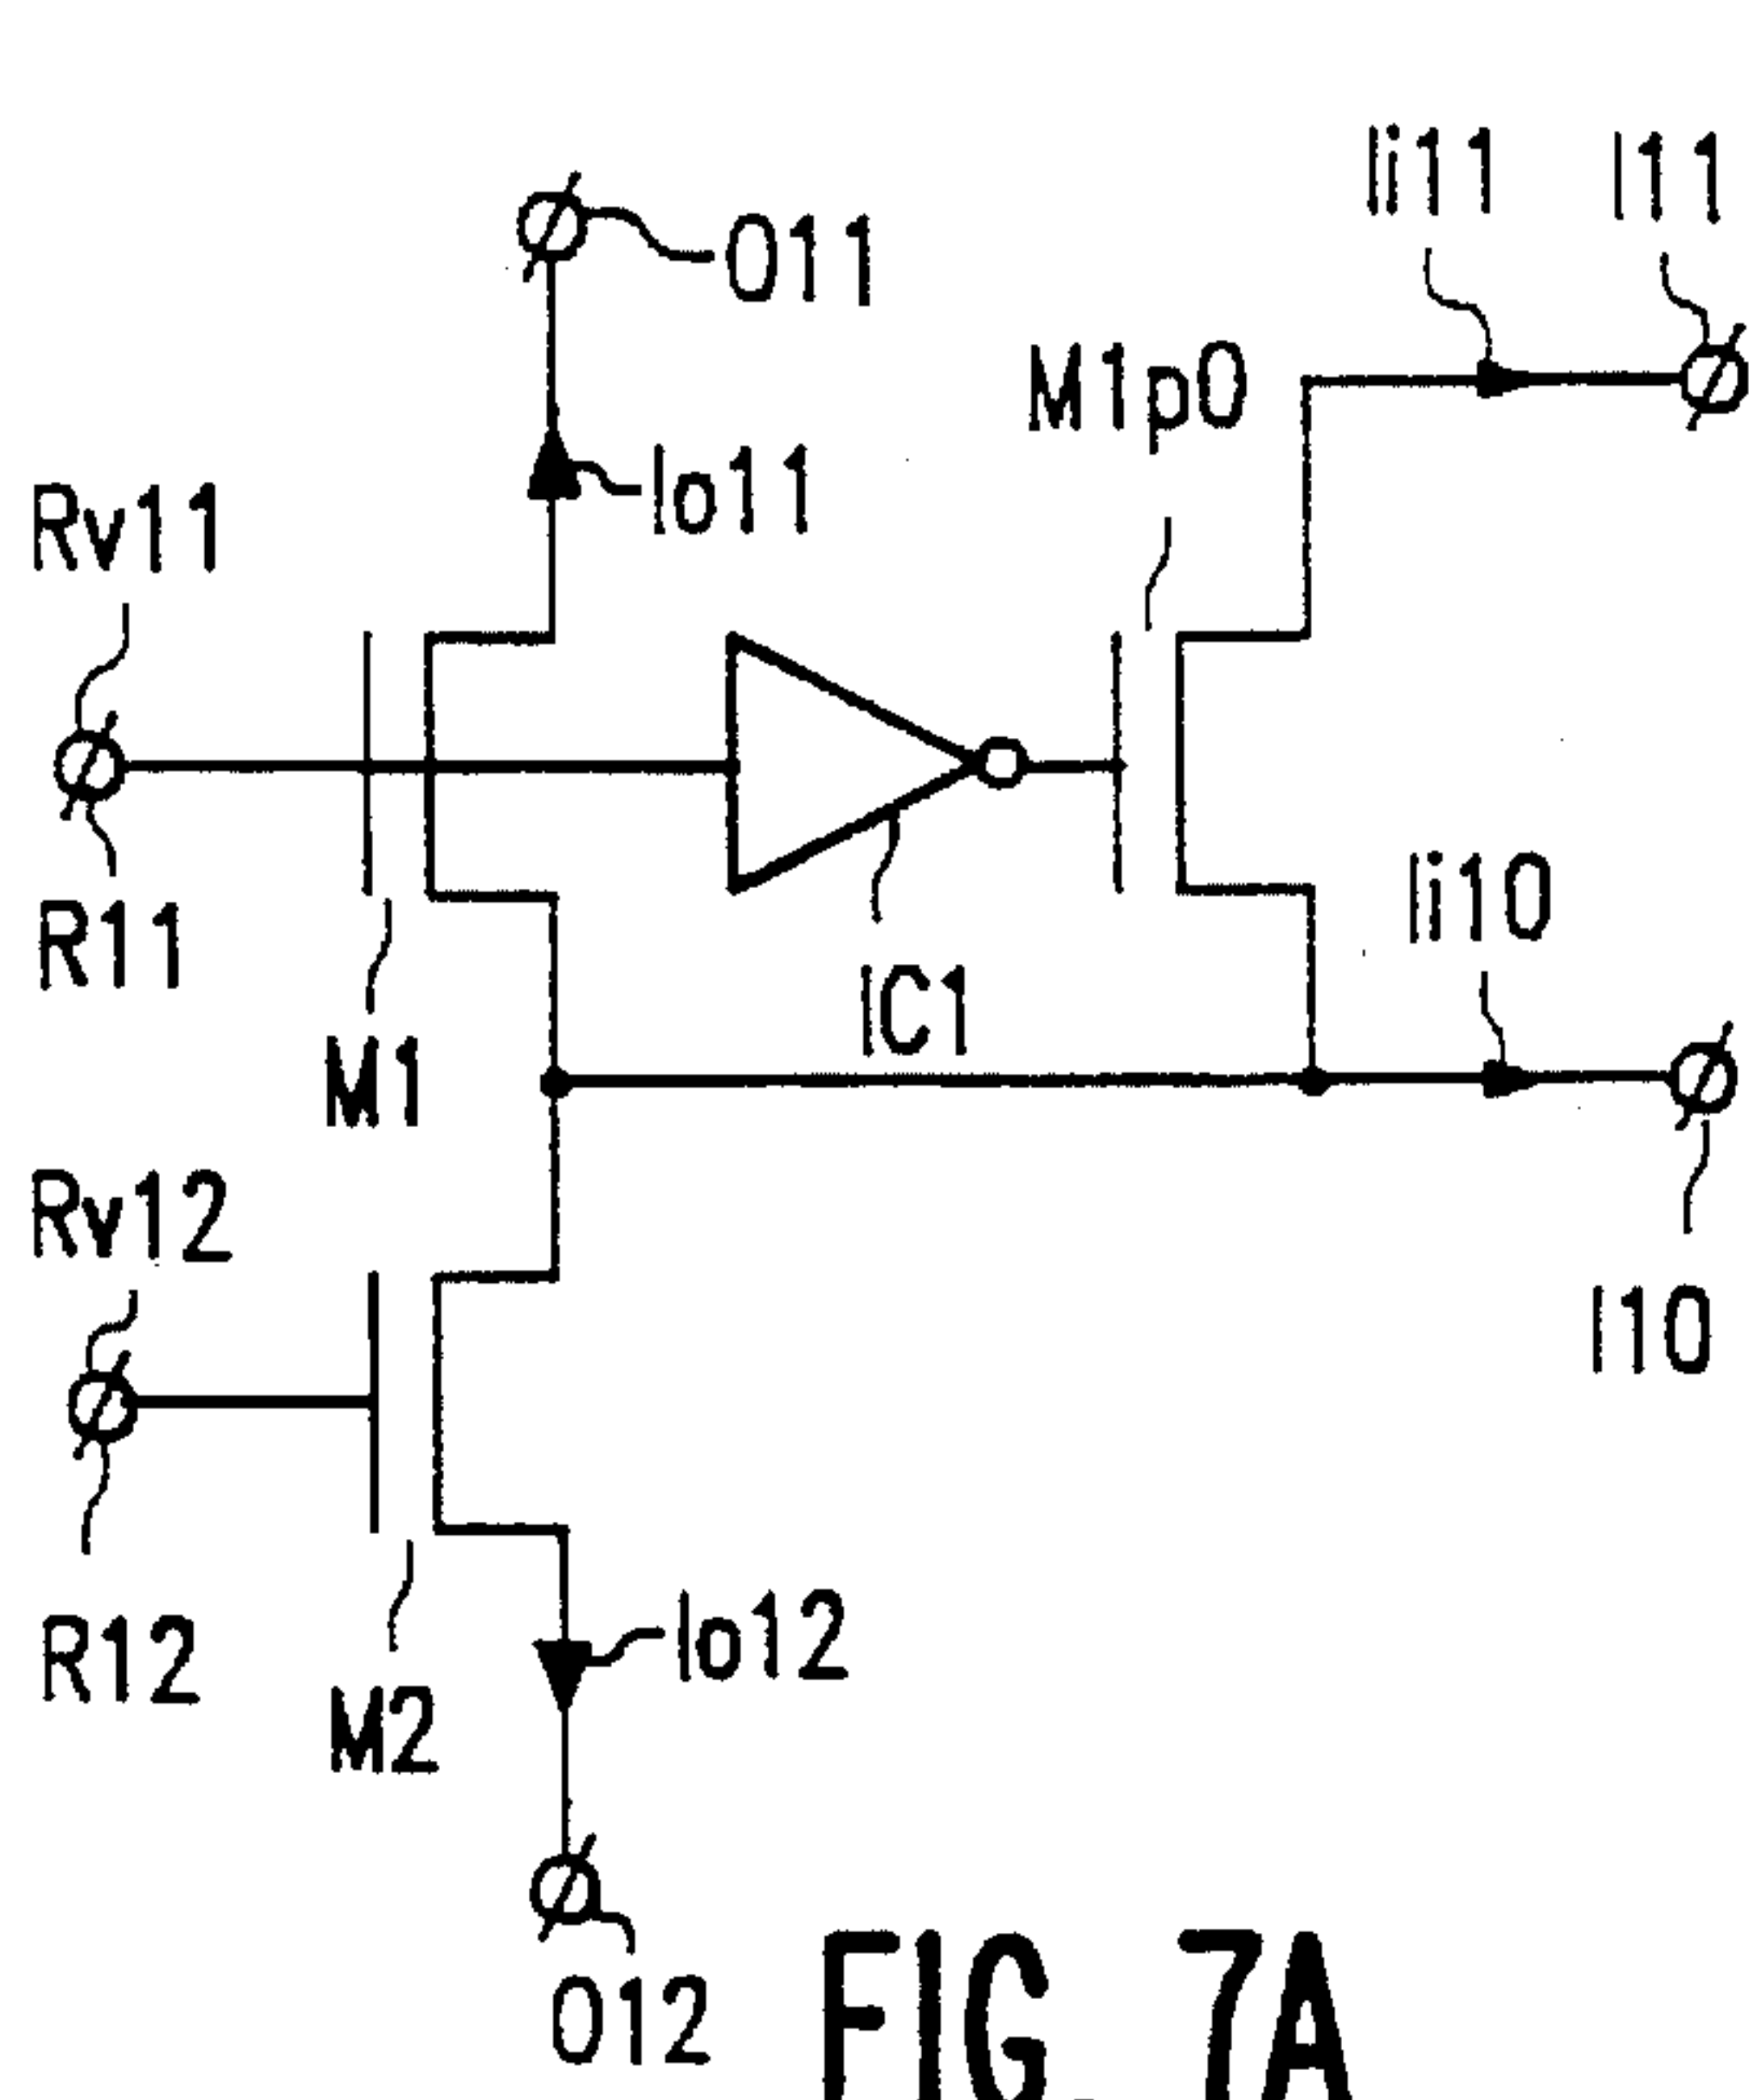 Ii11
I11
O11
M1p0
Io11
Rv11
R11
Ii10
IC1
M1
Rv12
I10
R12
Io12
M2
O12
FIG. 7A